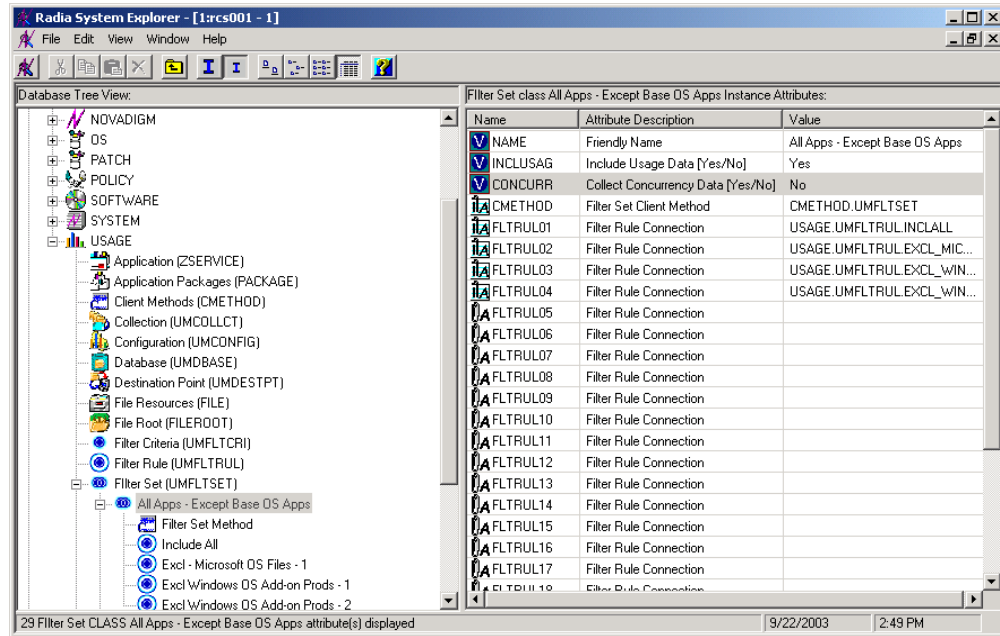 Radia System Explorer - [1:rcs001 - 1]
File Edit View Window Help
Database Tree View:
NOVADIGM
OS
PATCH
POLICY
SOFTWARE
SYSTEM
USAGE
Application (ZSERVICE)
Application Packages (PACKAGE)
Client Methods (CMETHOD)
Collection (UMCOLLCT)
Configuration (UMCONFIG)
Database (UMDBASE)
Destination Point (UMDESTPT)
File Resources (FILE)
File Root (FILEROOT)
Filter Criteria (UMFLTCRI)
Filter Rule (UMFLTRUL)
FIlter Set (UMFLTSET)
All Apps - Except Base OS Apps
Filter Set Method
Include All
Excl - Microsoft OS Files - 1
Excl Windows OS Add-on Prods - 1
Excl Windows OS Add-on Prods - 2
FIlter Set class All Apps - Except Base OS Apps Instance Attributes:
Name Attribute Description Value
NAME Friendly Name All Apps - Except Base OS Apps
INCLUSAG Include Usage Data [Yes/No] Yes
CONCURR Collect Concurrency Data [Yes/No] No
CMETHOD Filter Set Client Method CMETHOD.UMFLTSET
FLTRUL01 Filter Rule Connection USAGE.UMFLTRUL.INCLALL
FLTRUL02 Filter Rule Connection USAGE.UMFLTRUL.EXCL_MIC...
FLTRUL03 Filter Rule Connection USAGE.UMFLTRUL.EXCL_WIN...
FLTRUL04 Filter Rule Connection USAGE.UMFLTRUL.EXCL_WIN...
FLTRUL05 Filter Rule Connection
FLTRUL06 Filter Rule Connection
FLTRUL07 Filter Rule Connection
FLTRUL08 Filter Rule Connection
FLTRUL09 Filter Rule Connection
FLTRUL10 Filter Rule Connection
FLTRUL11 Filter Rule Connection
FLTRUL12 Filter Rule Connection
FLTRUL13 Filter Rule Connection
FLTRUL14 Filter Rule Connection
FLTRUL15 Filter Rule Connection
FLTRUL16 Filter Rule Connection
FLTRUL17 Filter Rule Connection
FLTRUL18 Filter Rule Connection
29 FIlter Set CLASS All Apps - Except Base OS Apps attribute(s) displayed 9/22/2003 2:49 PM